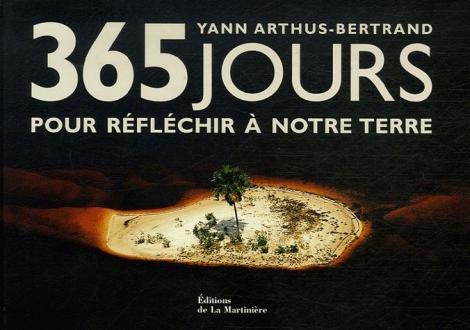 YANN ARTHUS-BERTRAND
365 JOURS
POUR RÉFLÉCHIR À NOTRE TERRE
Éditions
de La Martinière